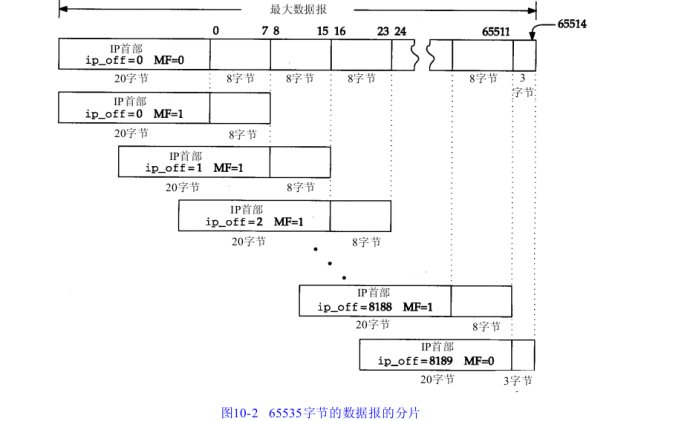 最大数据报
0 7 8 15 16 23 24 65511 65514
IP首部
ip_off=0 MF=0
20字节 8字节 8字节 8字节 8字节 3字节
IP首部
ip_off=0 MF=1
20字节 8字节
IP首部
ip_off=1 MF=1
20字节 8字节
IP首部
ip_off=2 MF=1
20字节 8字节
IP首部
ip_off=8188 MF=1
20字节 8字节
IP首部
ip_off=8189 MF=0
20字节 3字节
图10-2 65535字节的数据报的分片